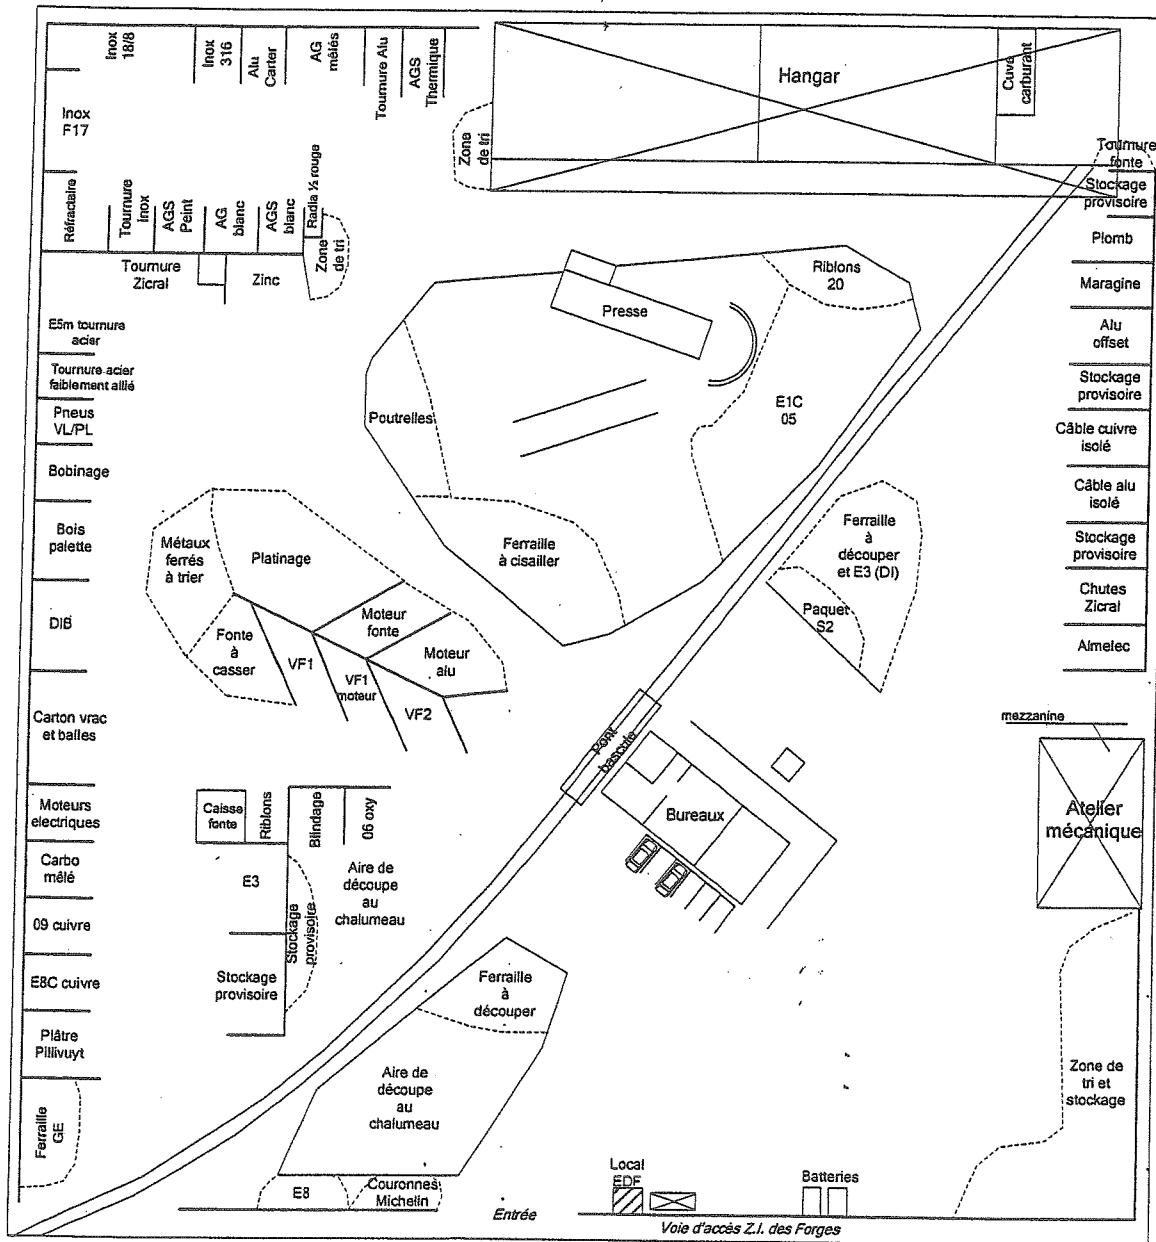 Inox
18/8
Inox
316
Alu
Carter
AG
mêlés
Tournure Alu
AGS
Thermique
Hangar
Cuve
carburant
Inox
F17
Zone
de tri
Tournure
fonte
Stockage
provisoire
Réfractaire
Tournure
Inox
AGS
Peint
AG
blanc
AGS
blanc
Radia ½ rouge
Zone
de tri
Tournure
Zicral
Zinc
Plomb
Maragine
Alu
offset
Stockage
provisoire
Câble cuivre
isolé
Câble alu
isolé
Stockage
provisoire
Chutes
Zicral
Almelec
Riblons
20
Presse
E1C
05
Poutrelles
Ferraille
à cisailler
E5m tournure
acier
Tournure acier
faiblement allié
Pneus
VL/PL
Bobinage
Bois
palette
DIB
Carton vrac
et balles
Moteurs
electriques
Carbo
mêlé
09 cuivre
E8C cuivre
Plâtre
Pillivuyt
Ferraille
GE
Métaux
ferrés
à trier
Platinage
Fonte
à
casser
VF1
Moteur
fonte
VF1
moteur
Moteur
alu
VF2
Ferraille
à
découper
et E3 (DI)
Paquet
S2
Pont
bascule
Bureaux
mezzanine
Atelier
mécanique
Caisse
fonte
Riblons
Blindage
06 oxy
E3
Stockage
provisoire
Aire de
découpe
au
chalumeau
Stockage
provisoire
Ferraille
à
découper
Aire de
découpe
au
chalumeau
Zone de
tri et
stockage
E8
Couronnes
Michelin
Entrée
Local
EDF
Batteries
Voie d'accès Z.I. des Forges